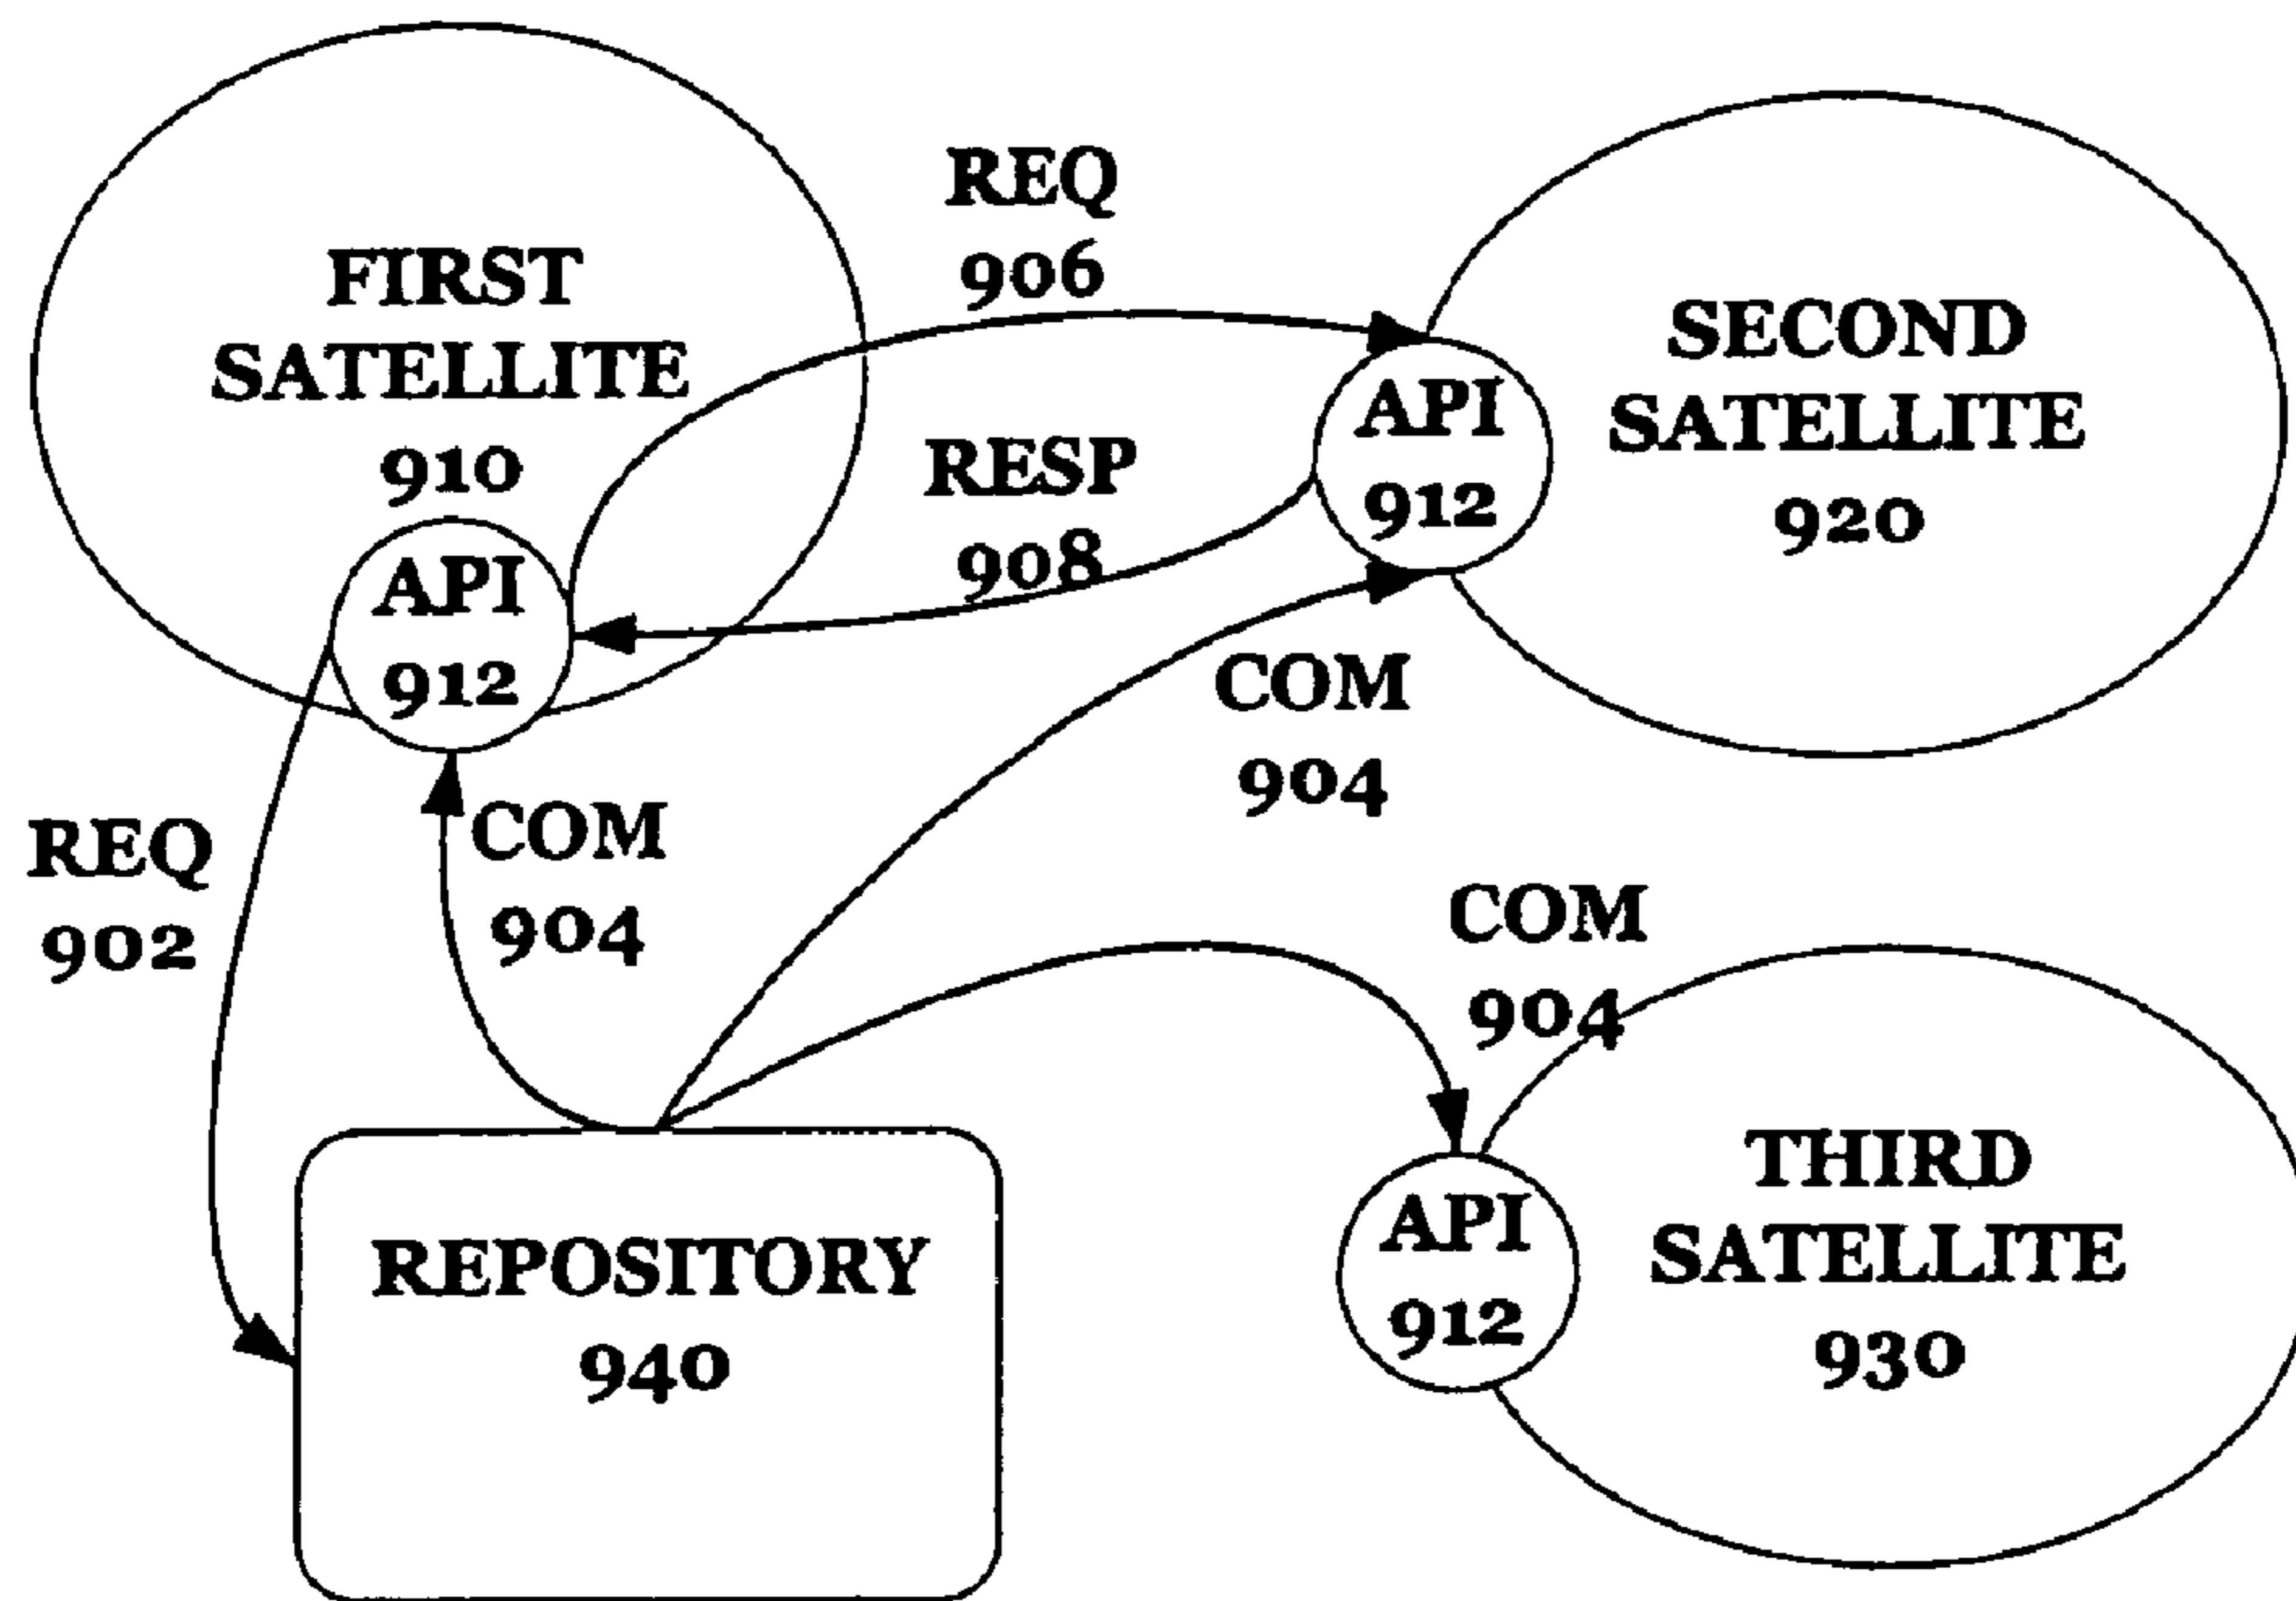 FIRST
SATELLITE
910
API
912
REQ
906
RESP
908
API
912
SECOND
SATELLITE
920
REQ
902
COM
904
COM
904
COM
904
REPOSITORY
940
API
912
THIRD
SATELLITE
930